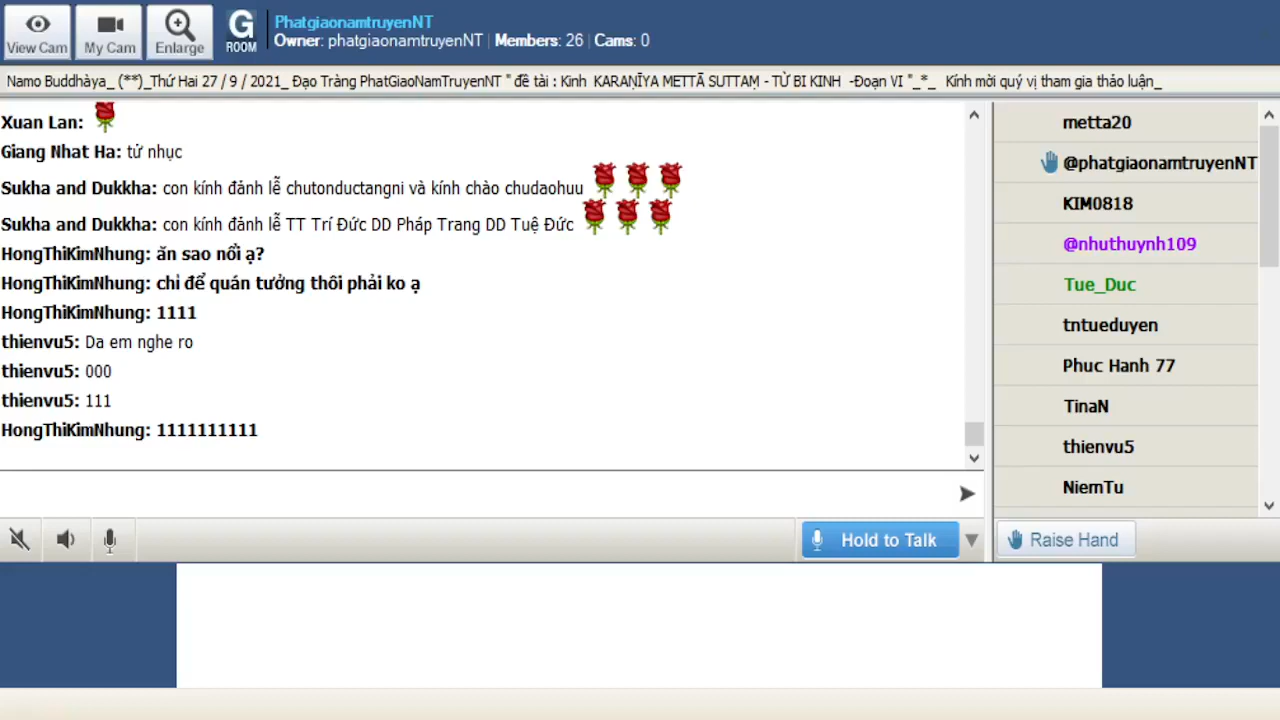 View Cam
My Cam
Enlarge
G
ROOM
PhatgiaonamtruyenNT
Owner: phatgiaonamtruyenNT | Members: 26 | Cams: 0
Namo Buddhàya_ (**)_Thứ Hai 27 / 9 / 2021_ Đạo Tràng PhatGiaoNamTruyenNT " đề tài : Kinh KARAṆĪYA METTĀ SUTTAṂ - TỪ BI KINH -Đoạn VI "_*_ Kính mời quý vị tham gia thảo luận_
Xuan Lan:
Giang Nhat Ha: tử nhục
Sukha and Dukkha: con kính đảnh lễ chutonductangni và kính chào chudaohuu
Sukha and Dukkha: con kính đảnh lễ TT Trí Đức DD Pháp Trang DD Tuệ Đức
HongThiKimNhung: ăn sao nổi ạ?
HongThiKimNhung: chỉ để quán tưởng thôi phải ko ạ
HongThiKimNhung: 1111
thienvu5: Da em nghe ro
thienvu5: 000
thienvu5: 111
HongThiKimNhung: 1111111111
metta20
@phatgiaonamtruyenNT
KIM0818
@nhuthuynh109
Tue_Duc
tntueduyen
Phuc Hanh 77
TinaN
thienvu5
NiemTu
Hold to Talk
Raise Hand